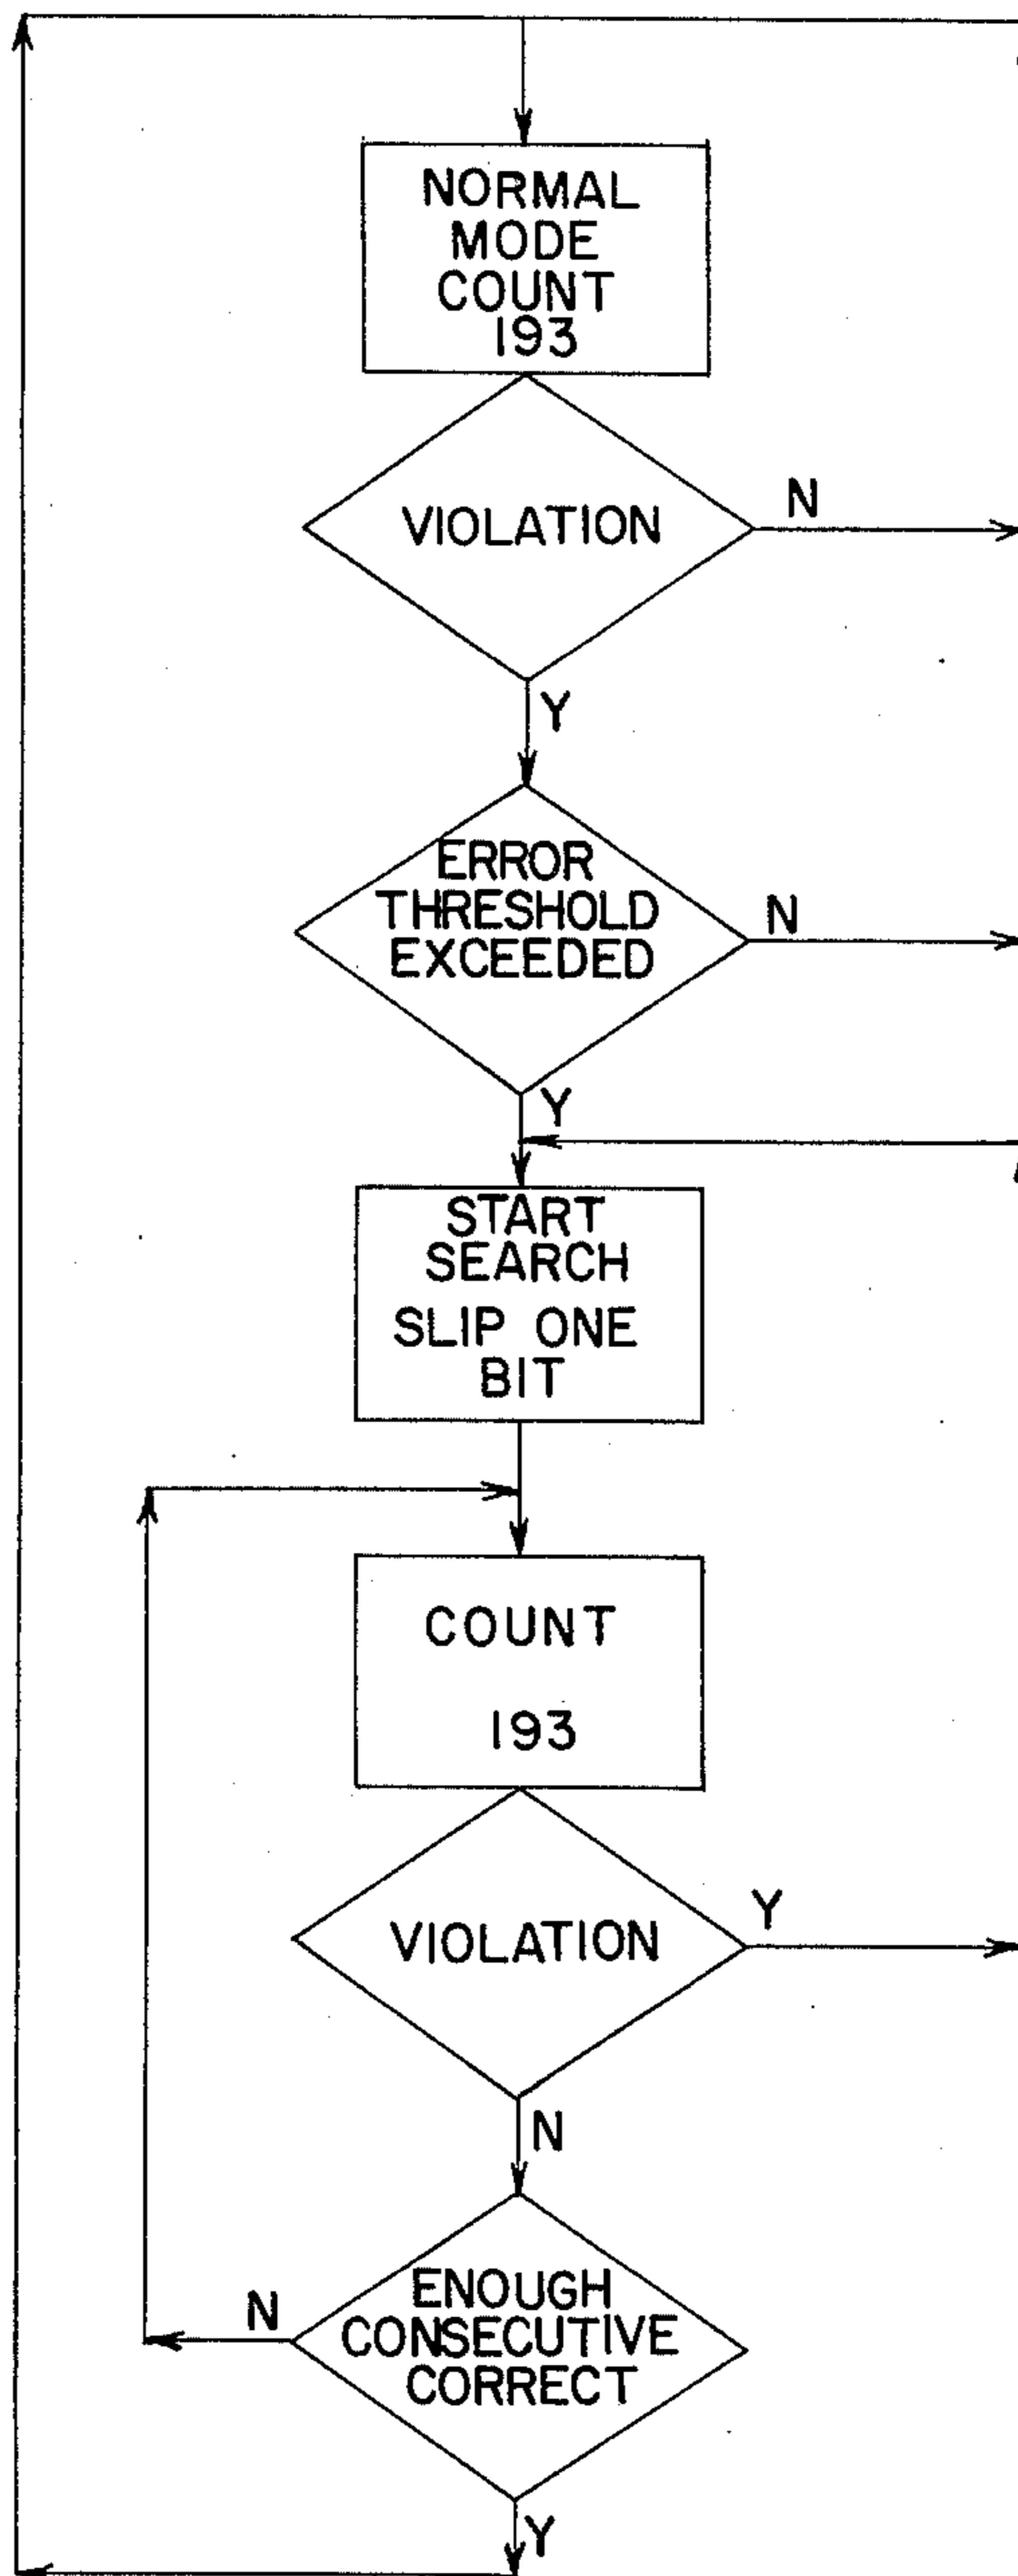 NORMAL
MODE
COUNT
193
VIOLATION
N
Y
ERROR
THRESHOLD
EXCEEDED
N
Y
START
SEARCH
SLIP ONE
BIT
COUNT
193
VIOLATION
Y
N
ENOUGH
CONSECUTIVE
CORRECT
N
Y